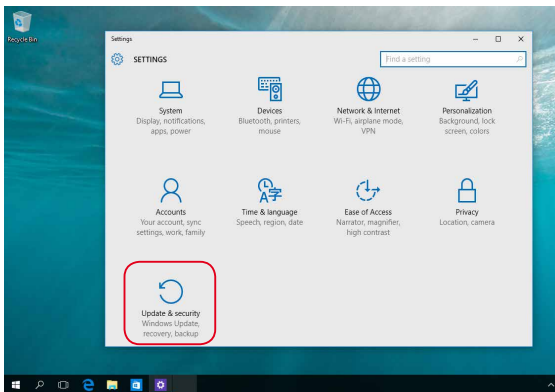 Recycle Bin
Settings
SETTINGS
Find a setting
System
Display, notifications,
apps, power
Devices
Bluetooth, printers,
mouse
Network & Internet
Wi-Fi, airplane mode,
VPN
Personalization
Background, lock
screen, colors
Accounts
Your account, sync
settings, work, family
Time & language
Speech, region, date
Ease of Access
Narrator, magnifier,
high contrast
Privacy
Location, camera
Update & security
Windows Update,
recovery, backup